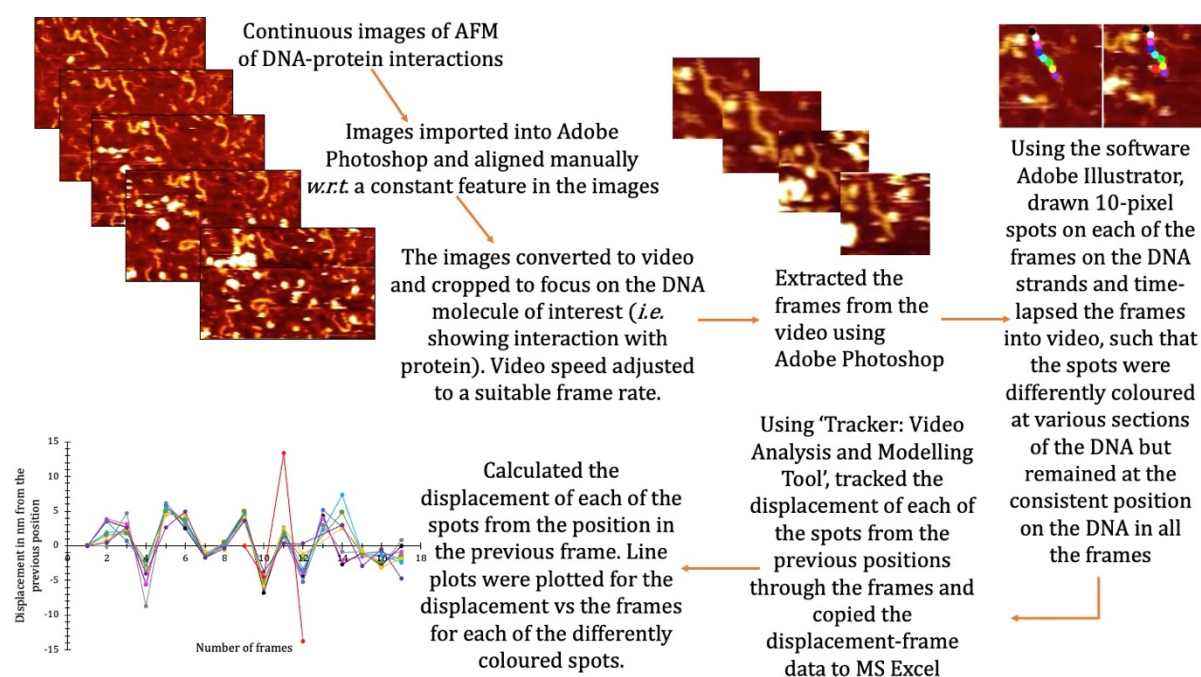 Continuous images of AFM
of DNA-protein interactions
Images imported into Adobe
Photoshop and aligned manually
w.r.t. a constant feature in the images
The images converted to video
and cropped to focus on the DNA
molecule of interest (i.e.
showing interaction with
protein). Video speed adjusted
to a suitable frame rate.
Extracted the
frames from the
video using
Adobe Photoshop
Using the software
Adobe Illustrator,
drawn 10-pixel
spots on each of the
frames on the DNA
strands and time-
lapsed the frames
into video, such that
the spots were
differently coloured
at various sections
of the DNA but
remained at the
consistent position
on the DNA in all
the frames
Using ‘Tracker: Video
Analysis and Modelling
Tool’, tracked the
displacement of each of
the spots from the
previous positions
through the frames and
copied the
displacement-frame
data to MS Excel
Calculated the
displacement of each of the
spots from the position in
the previous frame. Line
plots were plotted for the
displacement vs the frames
for each of the differently
coloured spots.
Displacement in nm from the
previous position
15
10
5
0
-5
-10
-15
0 2 4 6 8 10 12 14 16 18
Number of frames